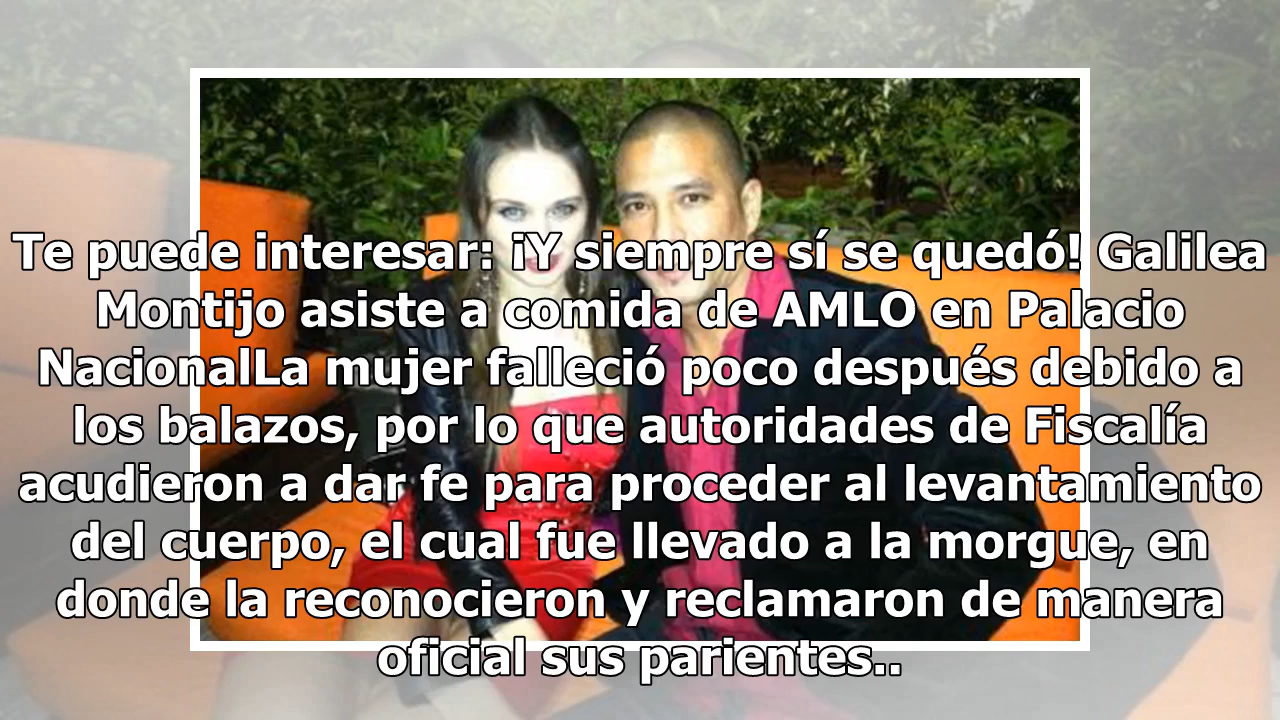 Te puede interesar: ¡Y siempre sí se quedó! Galilea
Montijo asiste a comida de AMLO en Palacio
NacionalLa mujer falleció poco después debido a
los balazos, por lo que autoridades de Fiscalía
acudieron a dar fe para proceder al levantamiento
del cuerpo, el cual fue llevado a la morgue, en
donde la reconocieron y reclamaron de manera
oficial sus parientes..